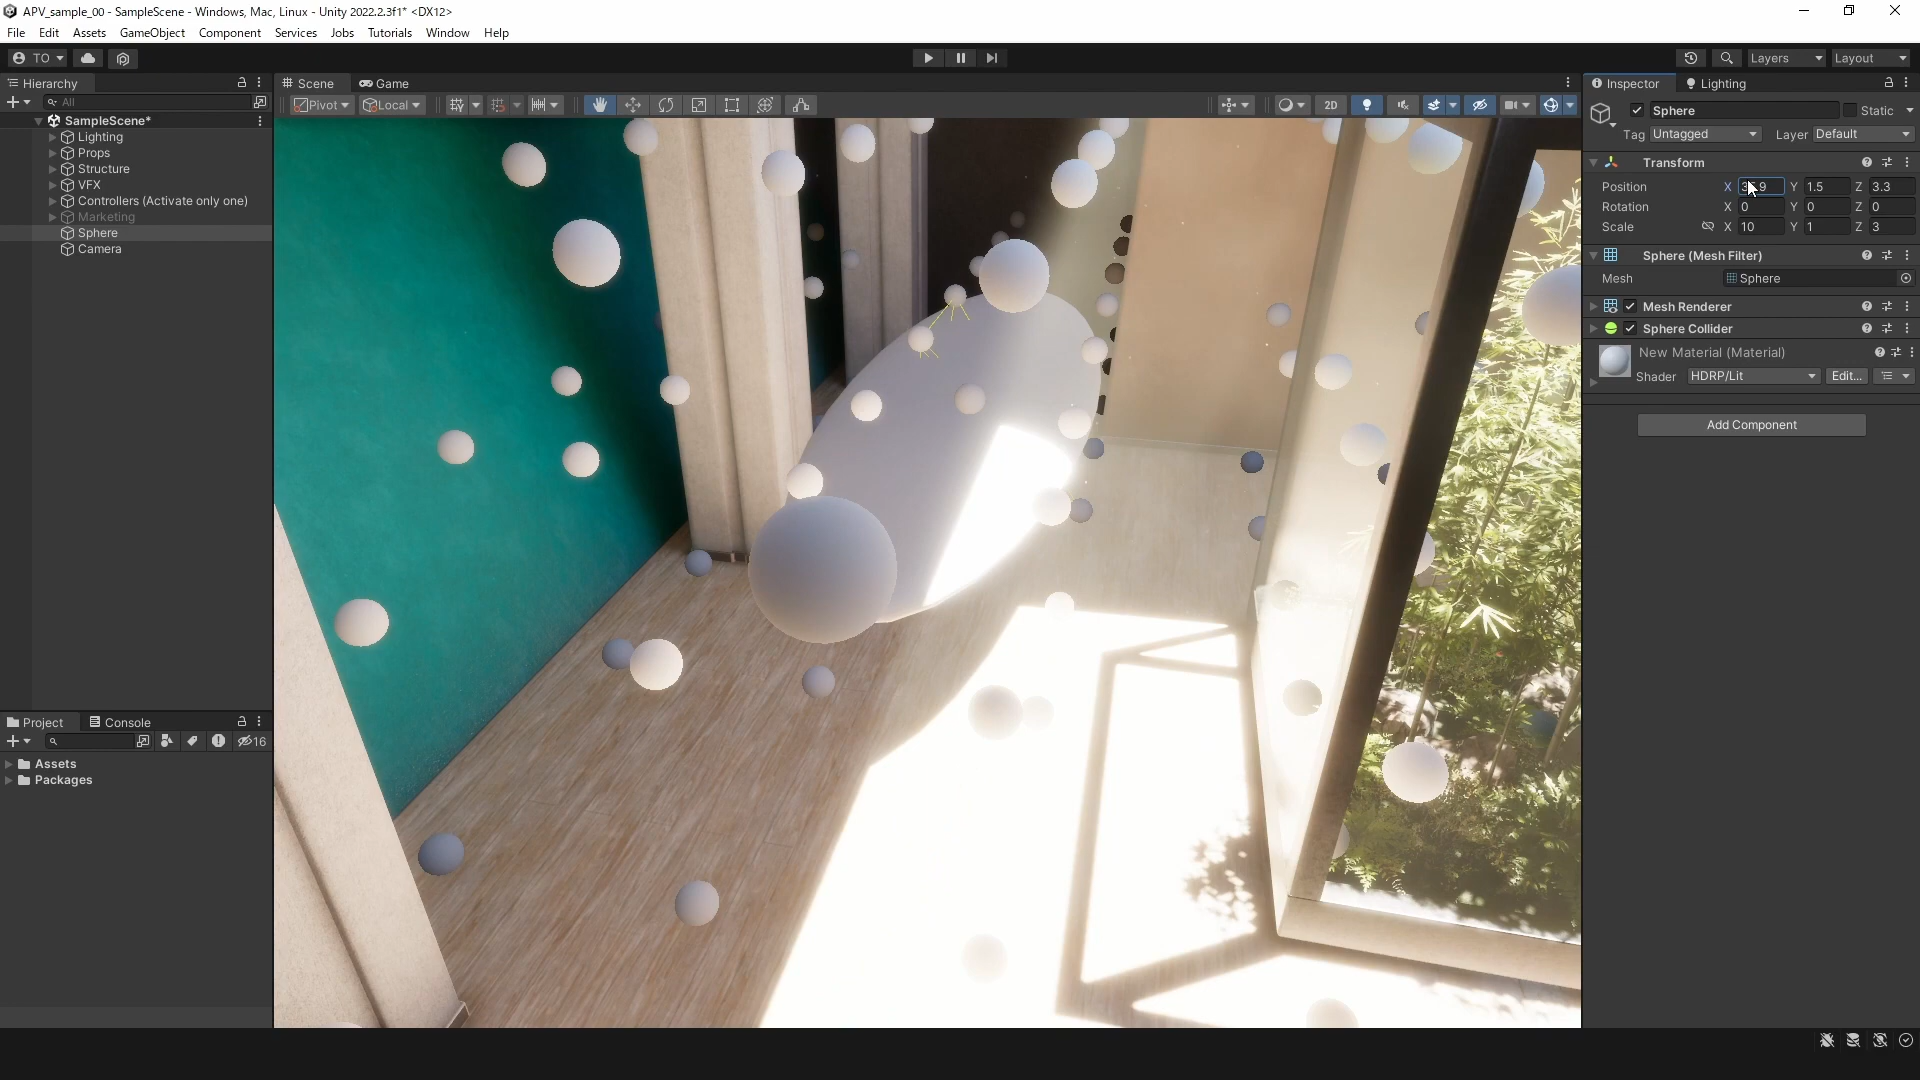 APV_sample_00 - SampleScene - Windows, Mac, Linux - Unity 2022.2.3f1* <DX12>
File Edit Assets GameObject Component Services Jobs Tutorials Window Help
TO Layers Layout
Hierarchy Scene Game Inspector Lighting
All Pivot Local 2D
SampleScene*
Lighting
Props
Structure
VFX
Controllers (Activate only one)
Marketing
Sphere
Camera
Sphere Static
Tag Untagged Layer Default
Transform
Position X Y 1.5 Z 3.3
Rotation X 0 Y 0 Z 0
Scale X 10 Y 1 Z 3
Sphere (Mesh Filter)
Mesh Sphere
Mesh Renderer
Sphere Collider
New Material (Material)
Shader HDRP/Lit Edit...
Add Component
Project Console
16
Assets
Packages